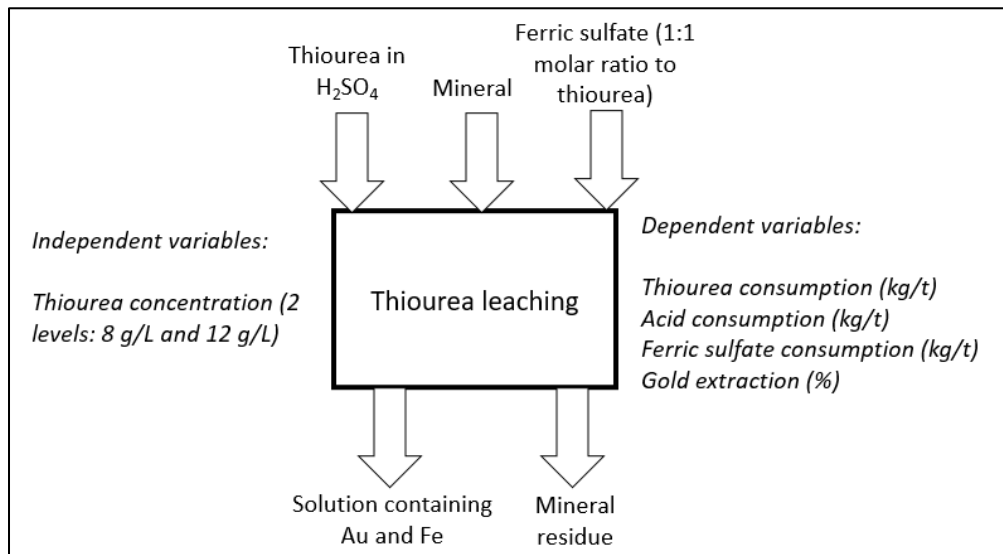 Thiourea in
H₂SO₄
Mineral
Ferric sulfate (1:1
molar ratio to
thiourea)
Independent variables:
Thiourea concentration (2
levels: 8 g/L and 12 g/L)
Thiourea leaching
Dependent variables:
Thiourea consumption (kg/t)
Acid consumption (kg/t)
Ferric sulfate consumption (kg/t)
Gold extraction (%)
Solution containing
Au and Fe
Mineral
residue